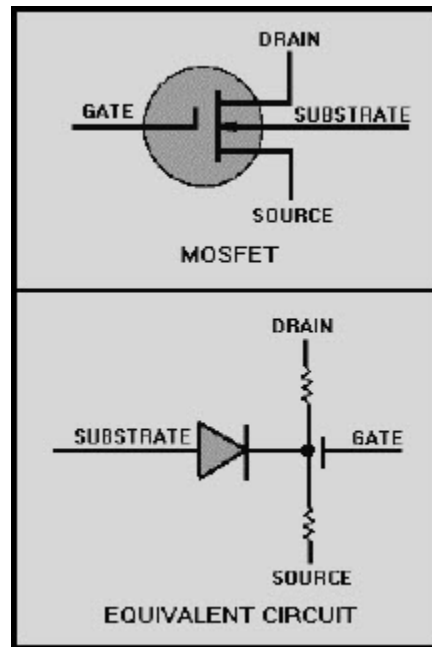 DRAIN
GATE
SUBSTRATE
SOURCE
MOSFET
DRAIN
SUBSTRATE
GATE
SOURCE
EQUIVALENT CIRCUIT